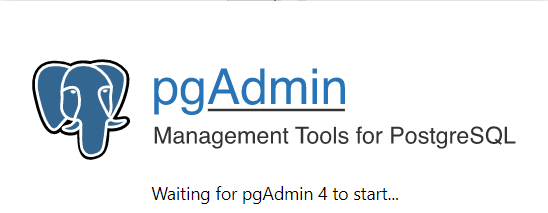 pgAdmin
Management Tools for PostgreSQL
Waiting for pgAdmin 4 to start...